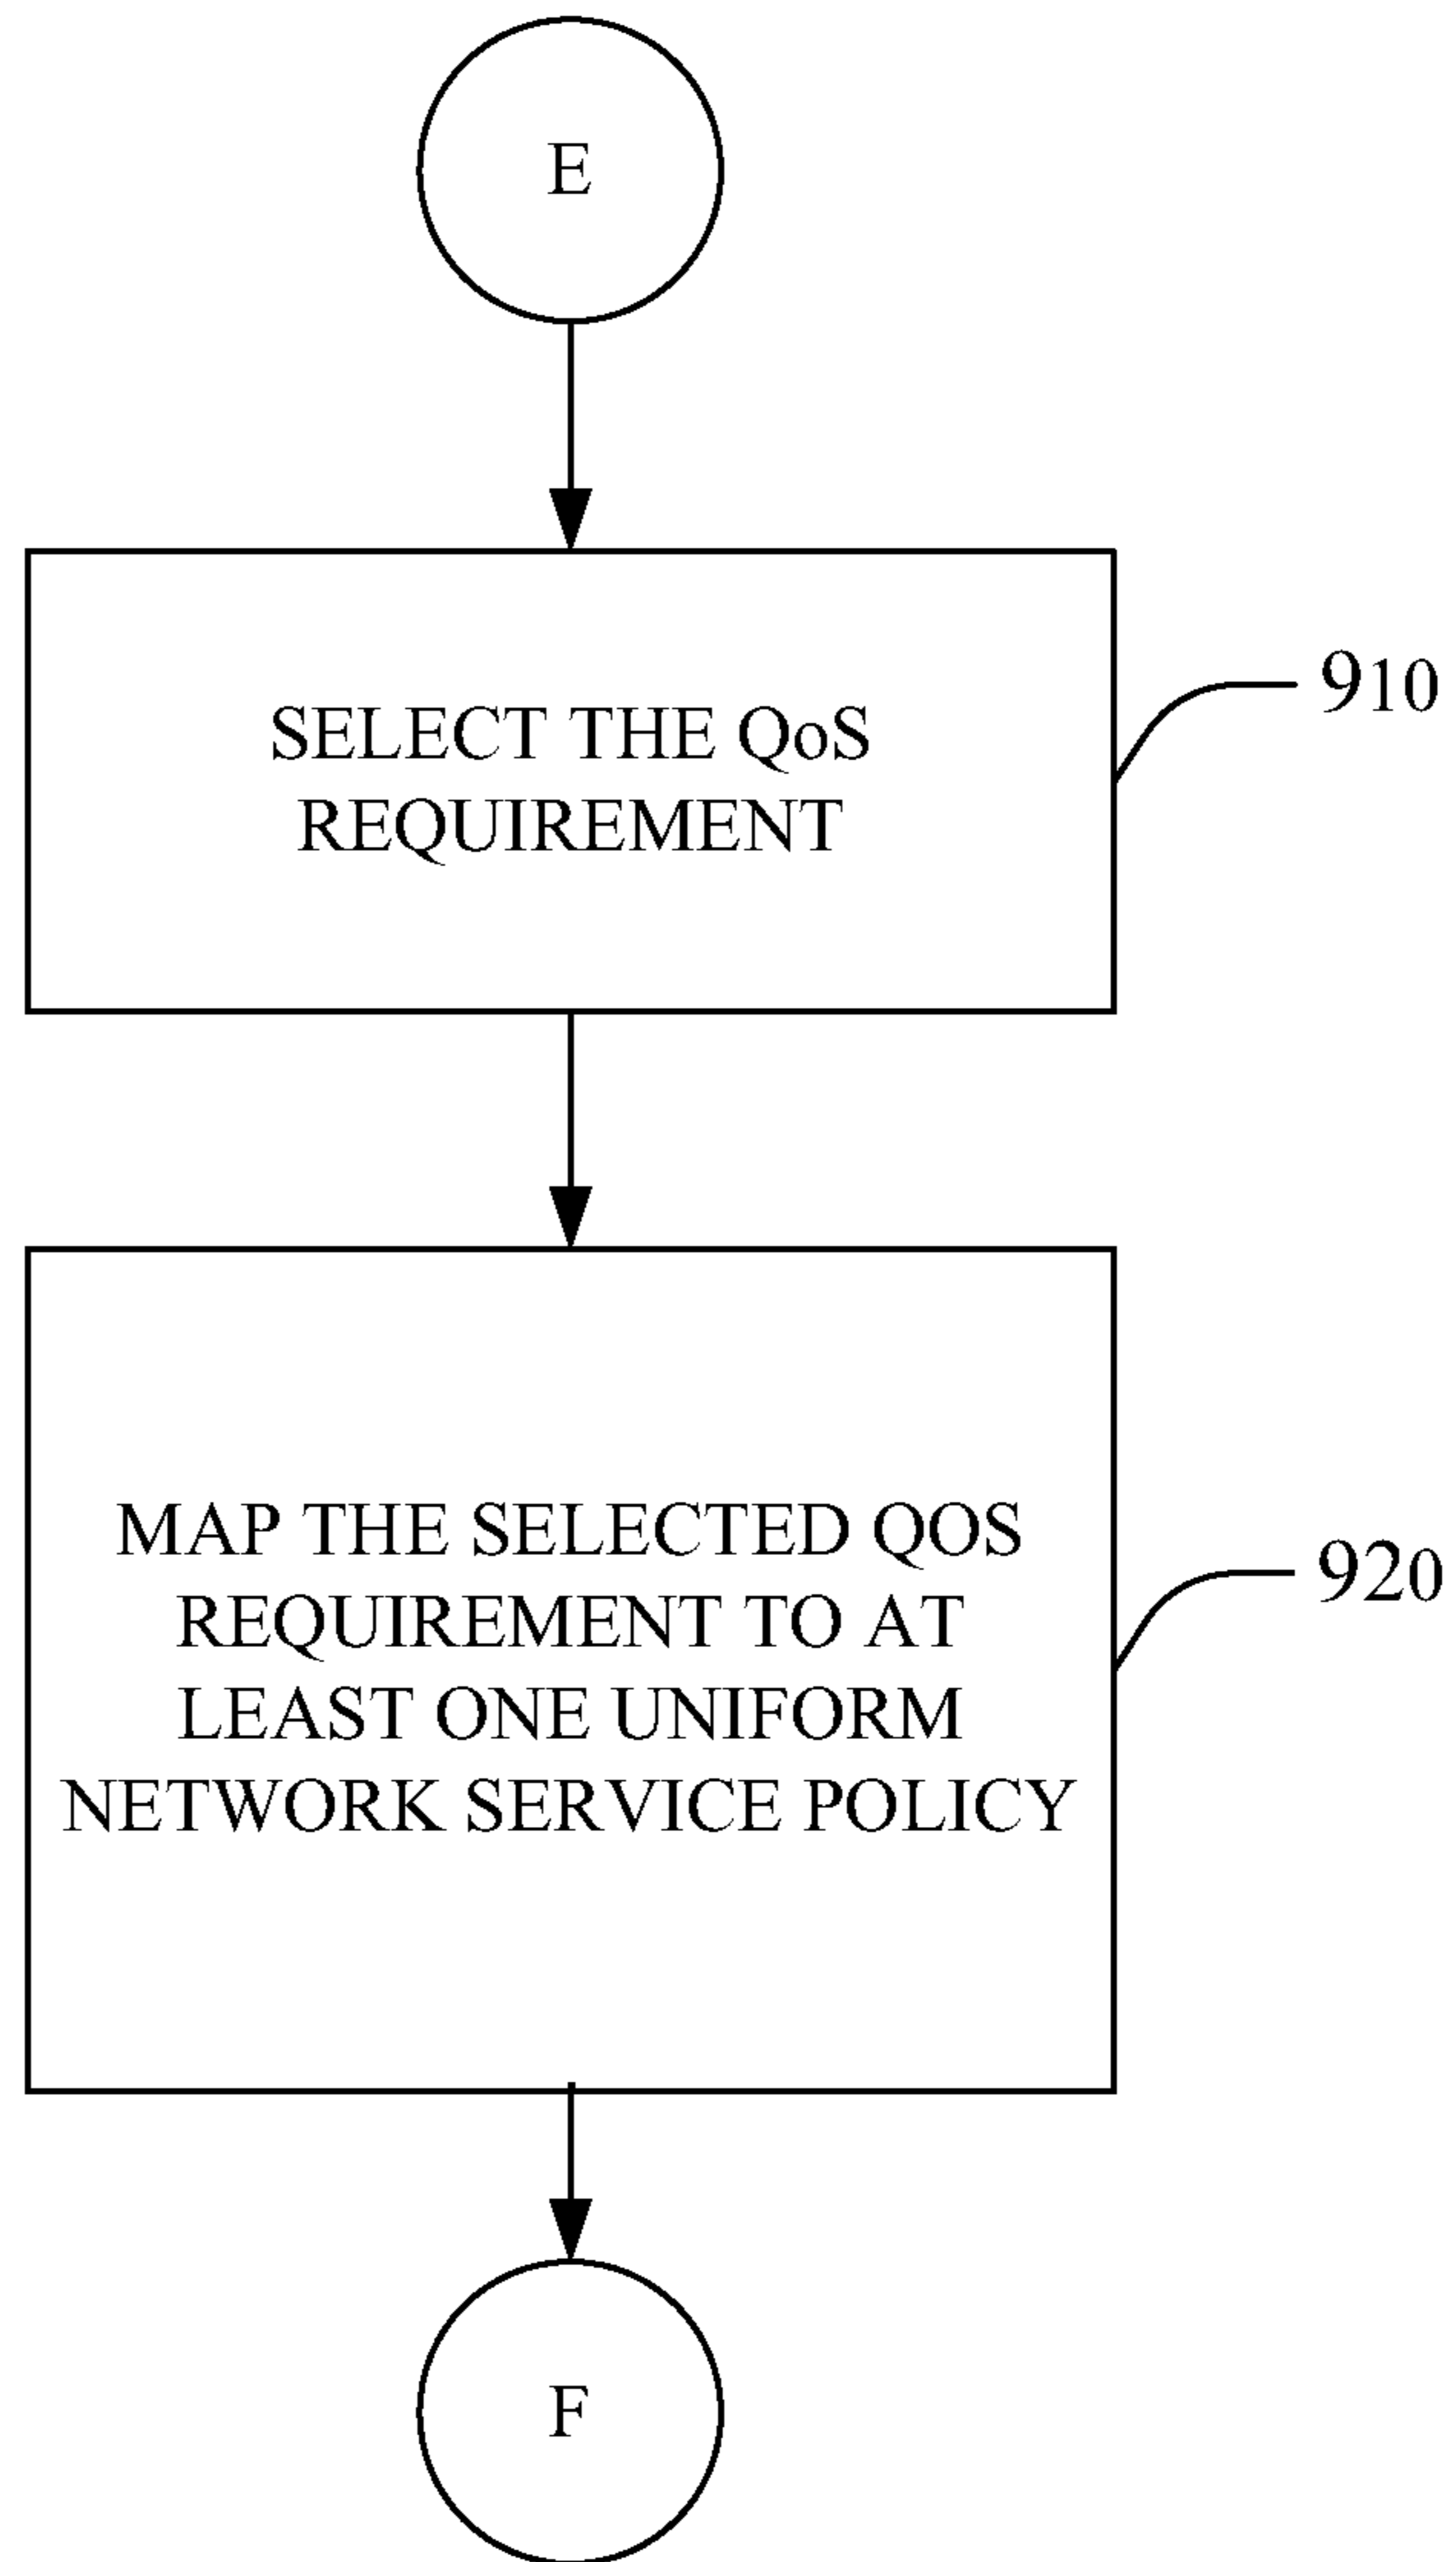 E
SELECT THE QoS
REQUIREMENT
910
MAP THE SELECTED QOS
REQUIREMENT TO AT
LEAST ONE UNIFORM
NETWORK SERVICE POLICY
920
F